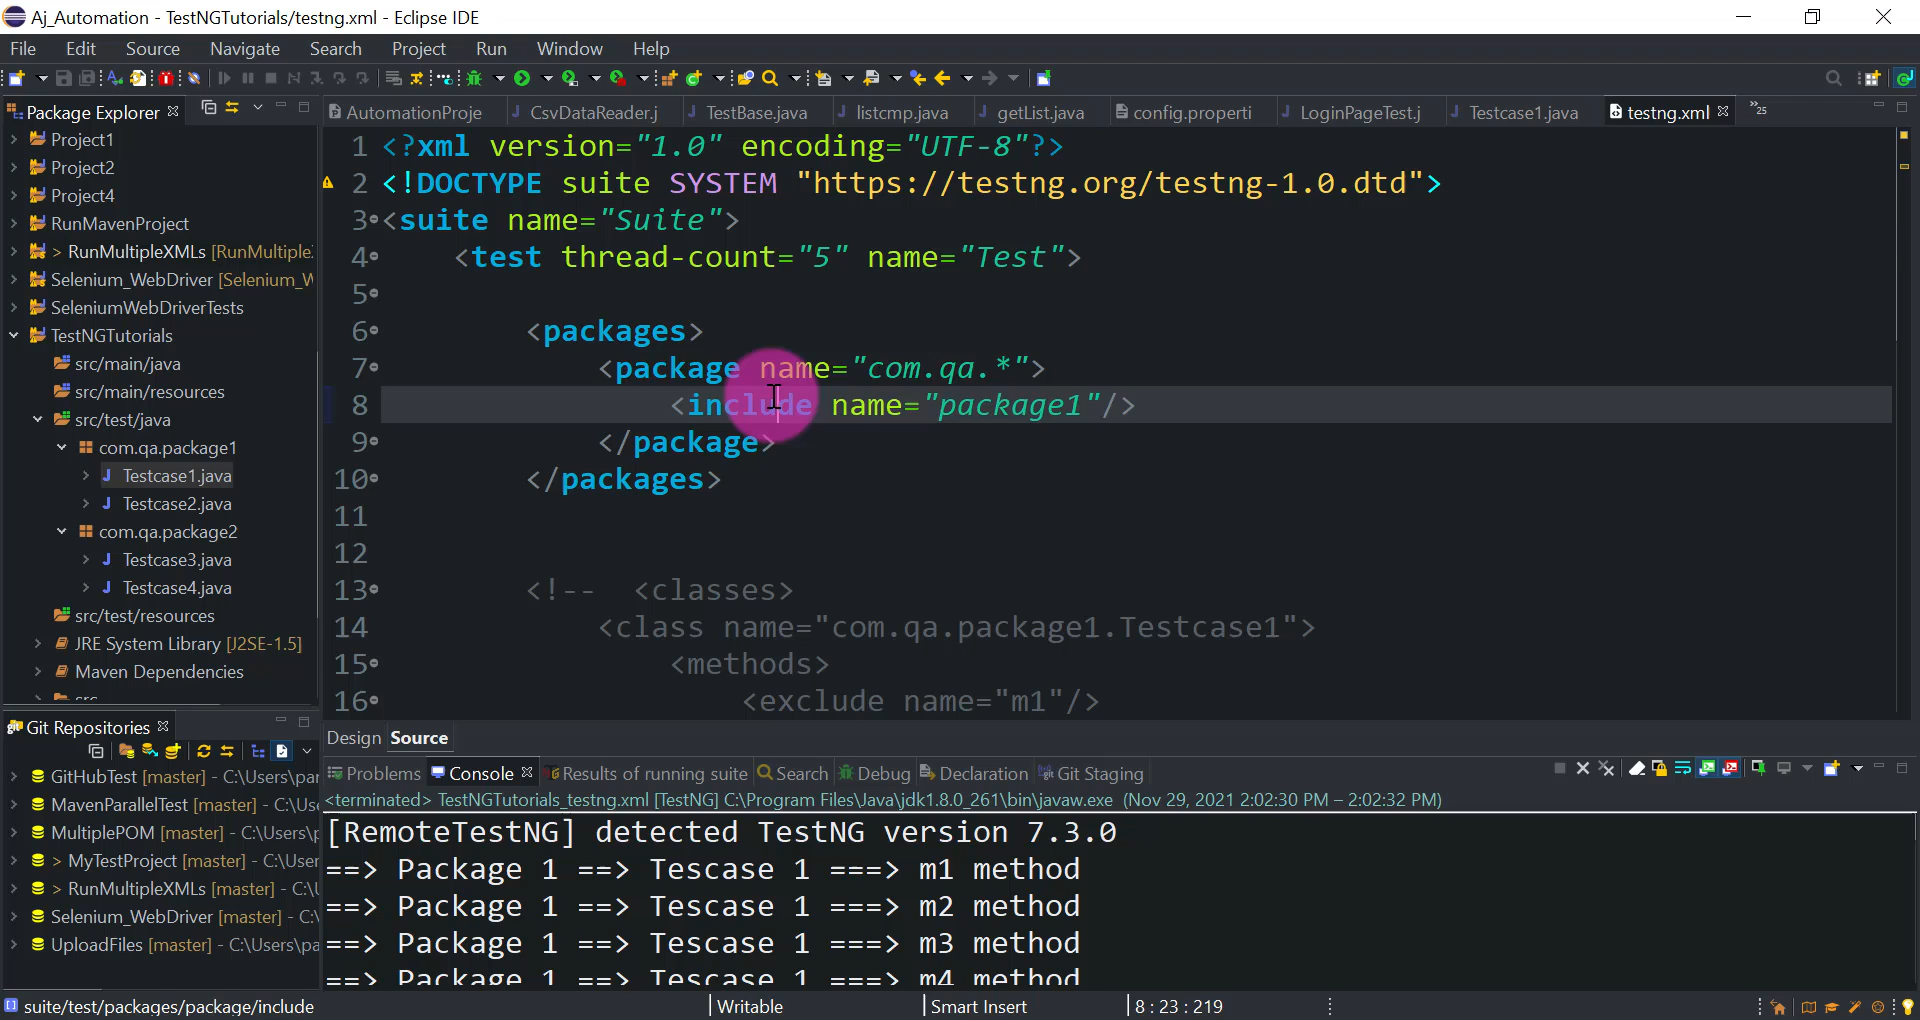 Aj_Automation - TestNGTutorials/testng.xml - Eclipse IDE
File Edit Source Navigate Search Project Run Window Help
Package Explorer
Project1
Project2
Project4
RunMavenProject
> RunMultipleXMLs [RunMultiple
Selenium_WebDriver [Selenium_W
SeleniumWebDriverTests
TestNGTutorials
src/main/java
src/main/resources
src/test/java
com.qa.package1
Testcase1.java
Testcase2.java
com.qa.package2
Testcase3.java
Testcase4.java
src/test/resources
JRE System Library [J2SE-1.5]
Maven Dependencies
src
AutomationProje CsvDataReader.j TestBase.java listcmp.java getList.java config.properti LoginPageTest.j Testcase1.java testng.xml »25
1 <?xml version="1.0" encoding="UTF-8"?>
2 <!DOCTYPE suite SYSTEM "https://testng.org/testng-1.0.dtd">
3 <suite name="Suite">
4 <test thread-count="5" name="Test">
5
6 <packages>
7 <package name="com.qa.*">
8 <include name="package1"/>
9 </package>
10 </packages>
11
12
13 <!-- <classes>
14 <class name="com.qa.package1.Testcase1">
15 <methods>
16 <exclude name="m1"/>
Design Source
Git Repositories
GitHubTest [master] - C:\Users\pa
MavenParallelTest [master] - C:\Use
MultiplePOM [master] - C:\Users\p
> MyTestProject [master] - C:\User
> RunMultipleXMLs [master] - C:\
Selenium_WebDriver [master] - C:\
UploadFiles [master] - C:\Users\pa
Problems Console Results of running suite Search Debug Declaration Git Staging
<terminated> TestNGTutorials_testng.xml [TestNG] C:\Program Files\Java\jdk1.8.0_261\bin\javaw.exe (Nov 29, 2021 2:02:30 PM – 2:02:32 PM)
[RemoteTestNG] detected TestNG version 7.3.0
==> Package 1 ==> Tescase 1 ===> m1 method
==> Package 1 ==> Tescase 1 ===> m2 method
==> Package 1 ==> Tescase 1 ===> m3 method
==> Package 1 ==> Tescase 1 ===> m4 method
suite/test/packages/package/include Writable Smart Insert 8 : 23 : 219